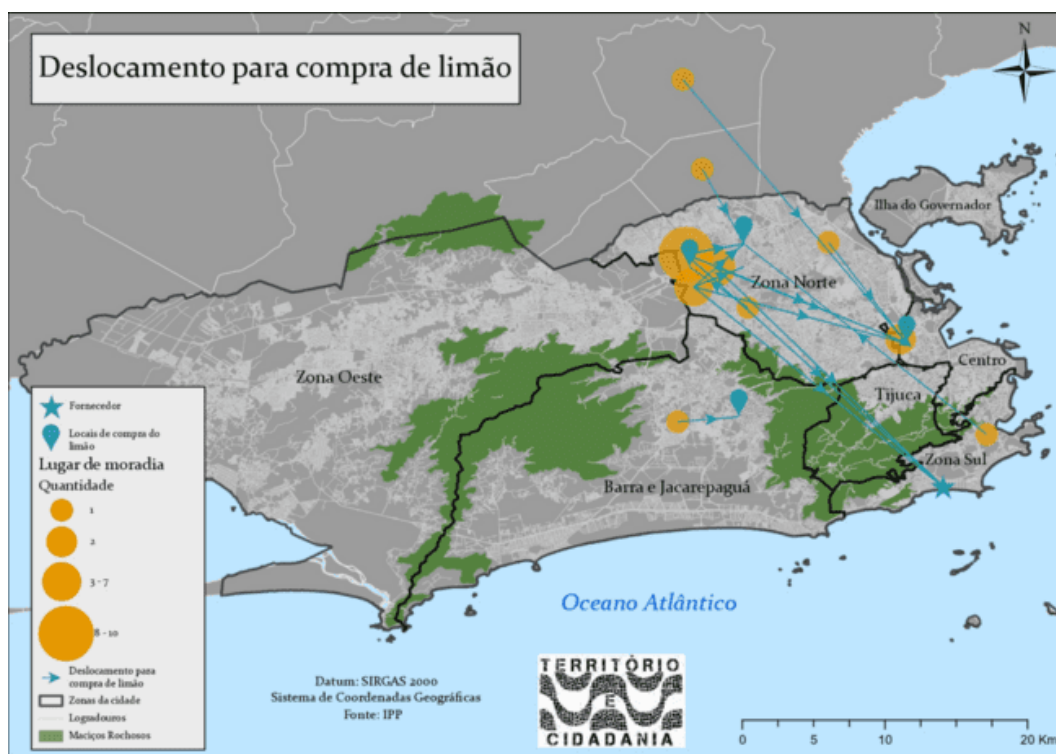 Deslocamento para compra de limão
N
Ilha do Governador
Zona Norte
Centro
Zona Oeste
Tijuca
Zona Sul
Barra e Jacarepaguá
Oceano Atlântico
Fornecedor
Locais de compra do
limão
Lugar de moradia
Quantidade
1
2
3 - 7
8 - 10
Deslocamento para
compra de limão
Zonas da cidade
Logradouros
Maciços Rochosos
Datum: SIRGAS 2000
Sistema de Coordenadas Geográficas
Fonte: IPP
TERRITÓRIO
E
CIDADANIA
0 5 10 20 Km